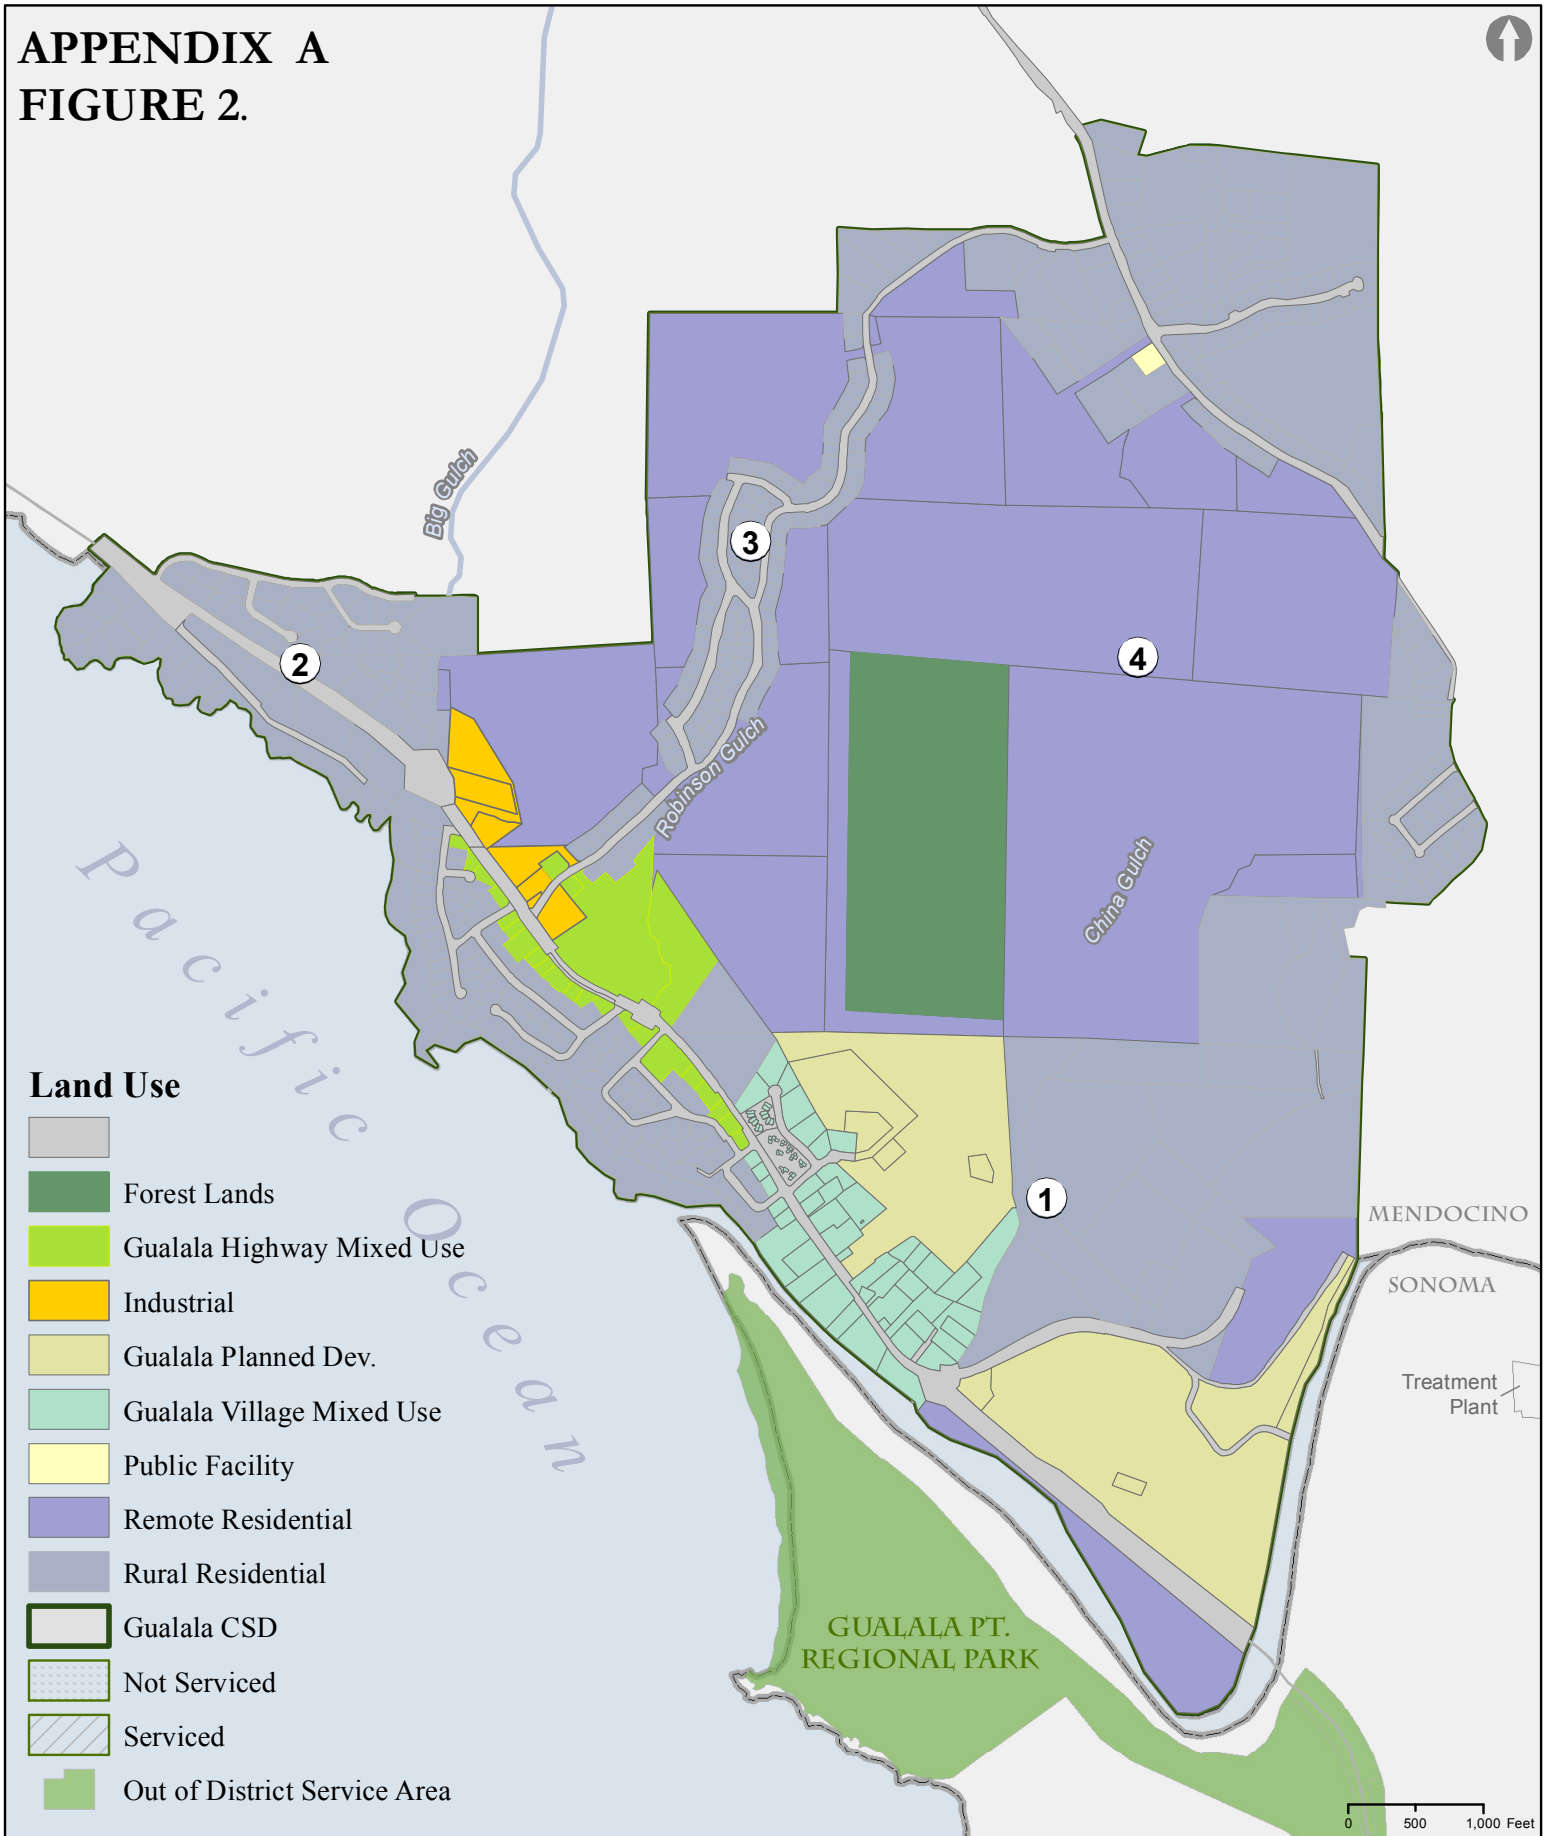 APPENDIX A
FIGURE 2.
Big Gulch
3
2
4
Robinson Gulch
China Gulch
Pacific Ocean
1
MENDOCINO
SONOMA
Treatment
Plant
GUALALA PT.
REGIONAL PARK
Land Use
Forest Lands
Gualala Highway Mixed Use
Industrial
Gualala Planned Dev.
Gualala Village Mixed Use
Public Facility
Remote Residential
Rural Residential
Gualala CSD
Not Serviced
Serviced
Out of District Service Area
0 500 1,000 Feet